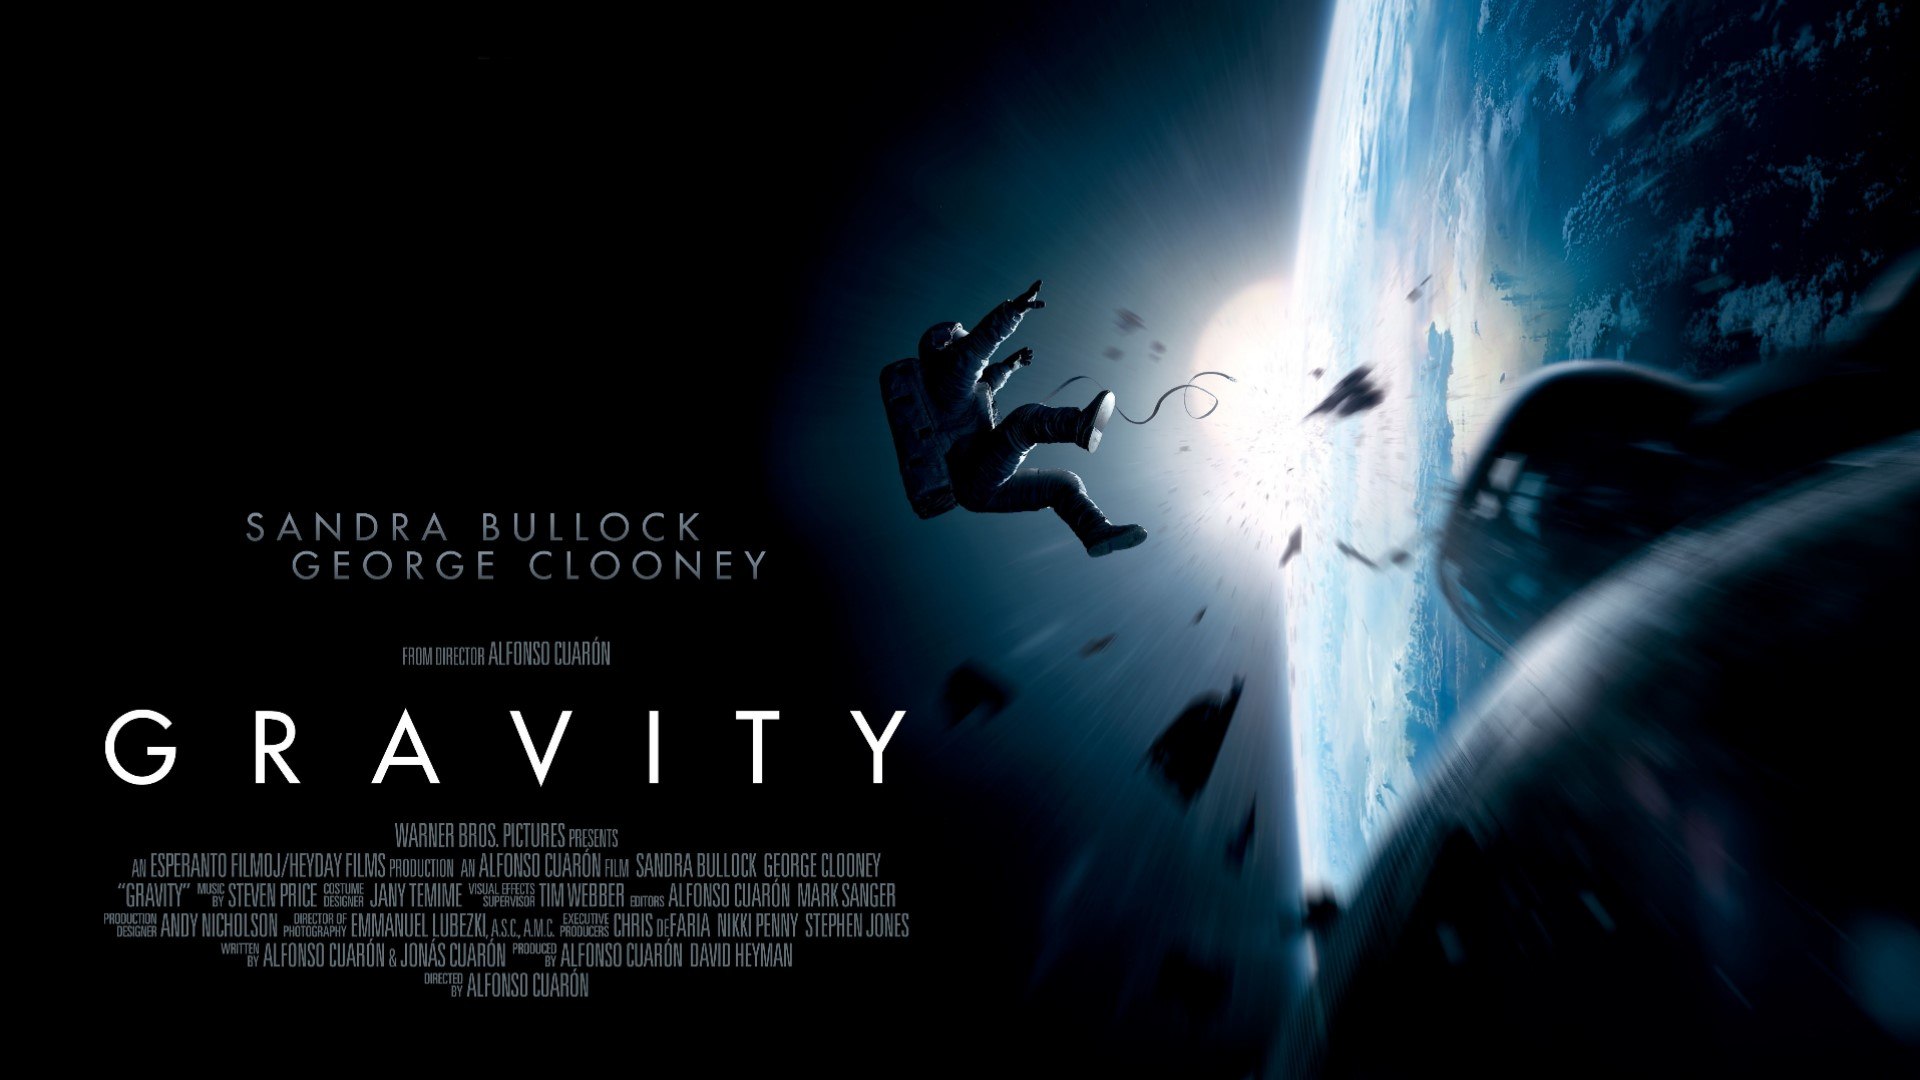 SANDRA BULLOCK
GEORGE CLOONEY
FROM DIRECTOR ALFONSO CUARÓN
GRAVITY
WARNER BROS. PICTURES PRESENTS
AN ESPERANTO FILMOJ/HEYDAY FILMS PRODUCTION AN ALFONSO CUARÓN FILM SANDRA BULLOCK GEORGE CLOONEY
“GRAVITY” MUSIC BY STEVEN PRICE COSTUME DESIGNER JANY TEMIME VISUAL EFFECTS SUPERVISOR TIM WEBBER EDITORS ALFONSO CUARÓN MARK SANGER
PRODUCTION DESIGNER ANDY NICHOLSON DIRECTOR OF PHOTOGRAPHY EMMANUEL LUBEZKI, A.S.C., A.M.C. EXECUTIVE PRODUCERS CHRIS DEFARIA NIKKI PENNY STEPHEN JONES
WRITTEN BY ALFONSO CUARÓN & JONÁS CUARÓN PRODUCED BY ALFONSO CUARÓN DAVID HEYMAN
DIRECTED BY ALFONSO CUARÓN